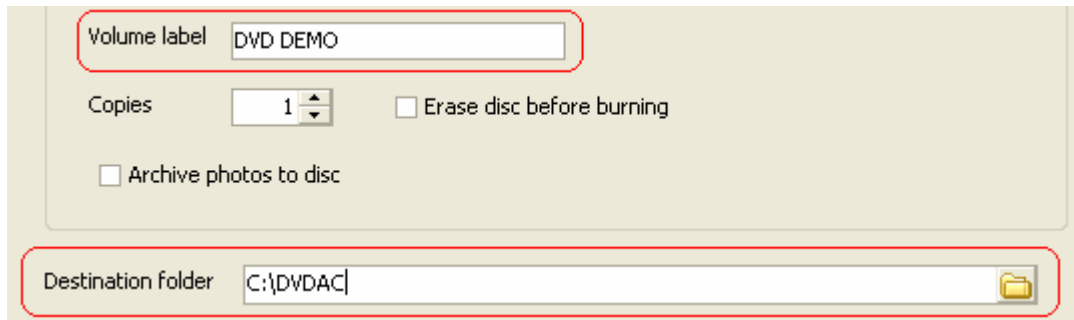 Volume label DVD DEMO
Copies 1 Erase disc before burning
Archive photos to disc
Destination folder C:\DVDAC